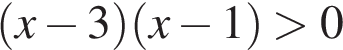 (x − 3)(x − 1) > 0